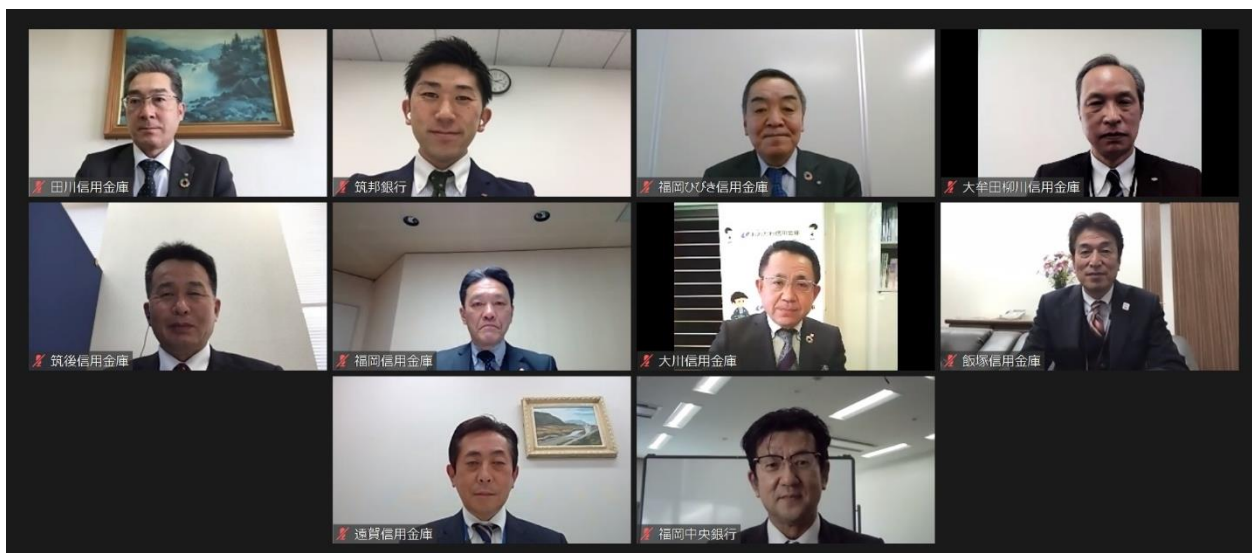 田川信用金庫
筑邦銀行
福岡ひびき信用金庫
大牟田柳川信用金庫
筑後信用金庫
福岡信用金庫
大川信用金庫
飯塚信用金庫
遠賀信用金庫
福岡中央銀行